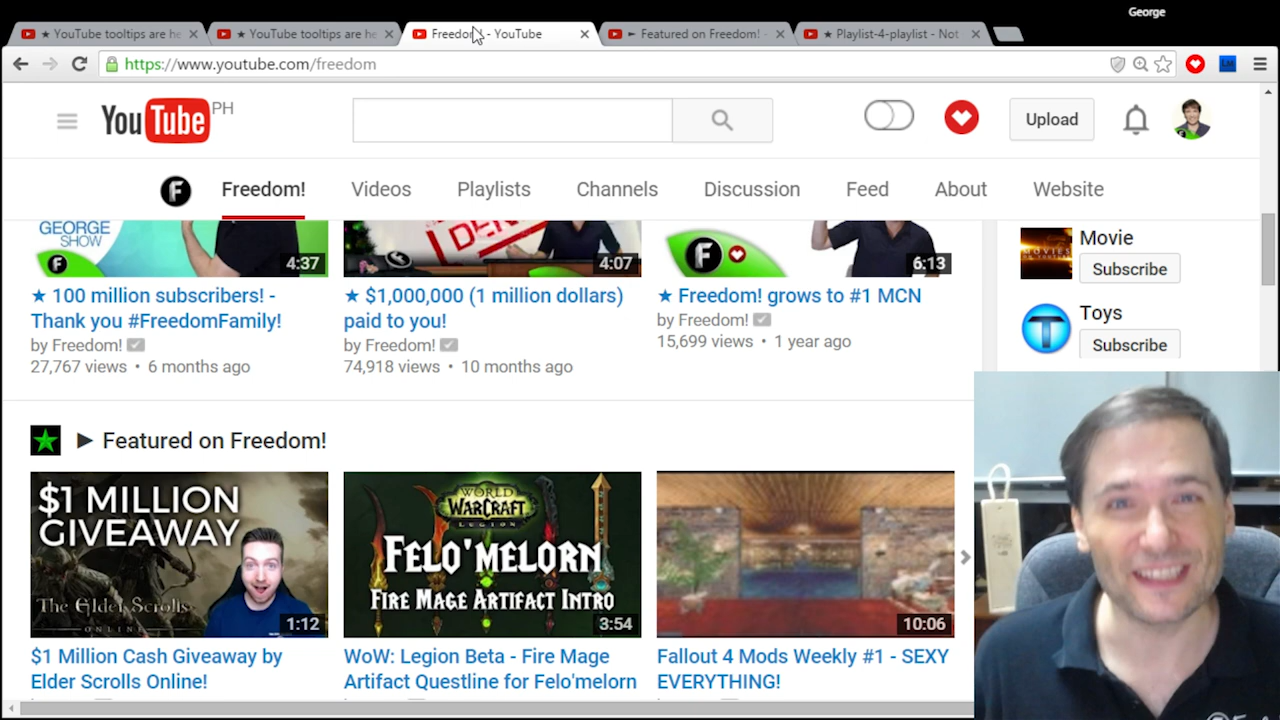 George
★ YouTube tooltips are he
★ YouTube tooltips are he
Freedom! - YouTube
► Featured on Freedom! -
★ Playlist-4-playlist - Not
https://www.youtube.com/freedom
YouTube PH
Upload
F
Freedom!
Videos
Playlists
Channels
Discussion
Feed
About
Website
GEORGE
SHOW
F
4:37
4:07
F
6:13
★ 100 million subscribers! -
Thank you #FreedomFamily!
by Freedom!
27,767 views • 6 months ago
★ $1,000,000 (1 million dollars)
paid to you!
by Freedom!
74,918 views • 10 months ago
★ Freedom! grows to #1 MCN
by Freedom!
15,699 views • 1 year ago
Movie
Subscribe
T
Toys
Subscribe
► Featured on Freedom!
$1 MILLION
GIVEAWAY
The Elder Scrolls
ONLINE
1:12
WORLD
WARCRAFT
LEGION
FELO'MELORN
FIRE MAGE ARTIFACT INTRO
3:54
10:06
$1 Million Cash Giveaway by
Elder Scrolls Online!
WoW: Legion Beta - Fire Mage
Artifact Questline for Felo'melorn
Fallout 4 Mods Weekly #1 - SEXY
EVERYTHING!